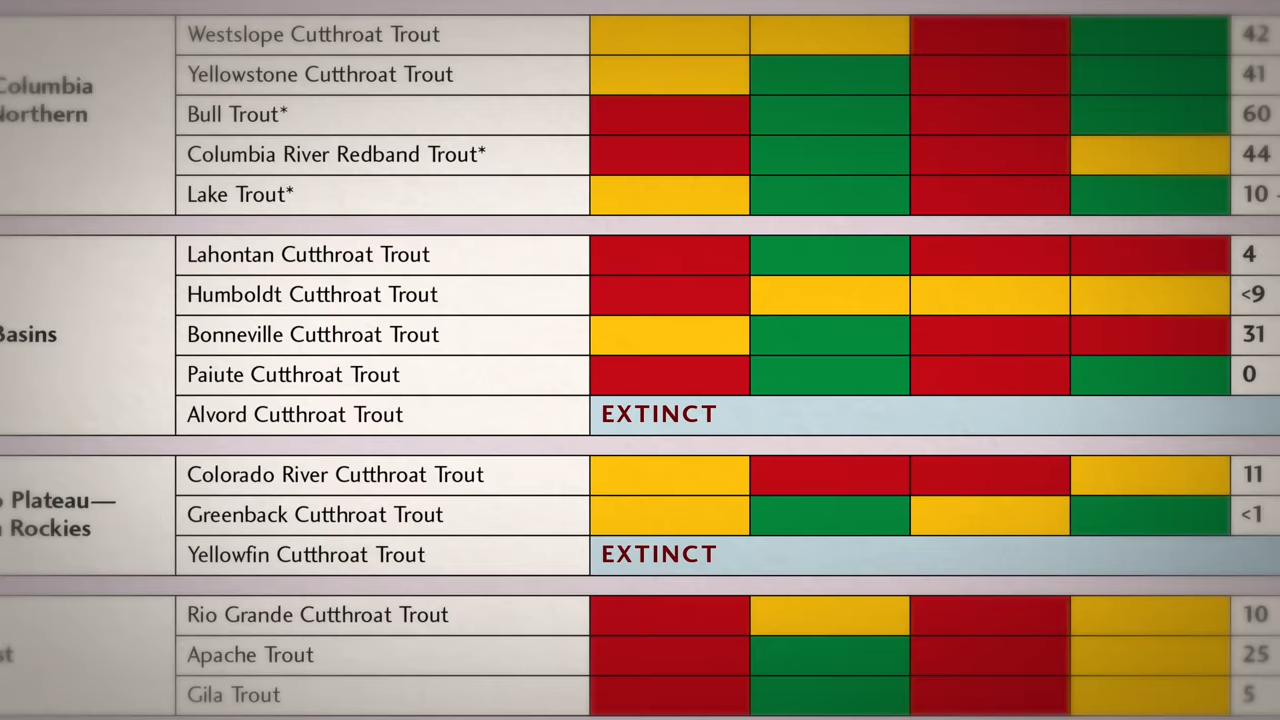 Westslope Cutthroat Trout 42
Yellowstone Cutthroat Trout 41
Columbia
Northern
Bull Trout* 60
Columbia River Redband Trout* 44
Lake Trout* 10
Lahontan Cutthroat Trout 4
Humboldt Cutthroat Trout <9
Basins
Bonneville Cutthroat Trout 31
Paiute Cutthroat Trout 0
Alvord Cutthroat Trout EXTINCT
Colorado River Cutthroat Trout 11
Plateau—
Rockies
Greenback Cutthroat Trout <1
Yellowfin Cutthroat Trout EXTINCT
Rio Grande Cutthroat Trout 10
Apache Trout 25
st
Gila Trout 5